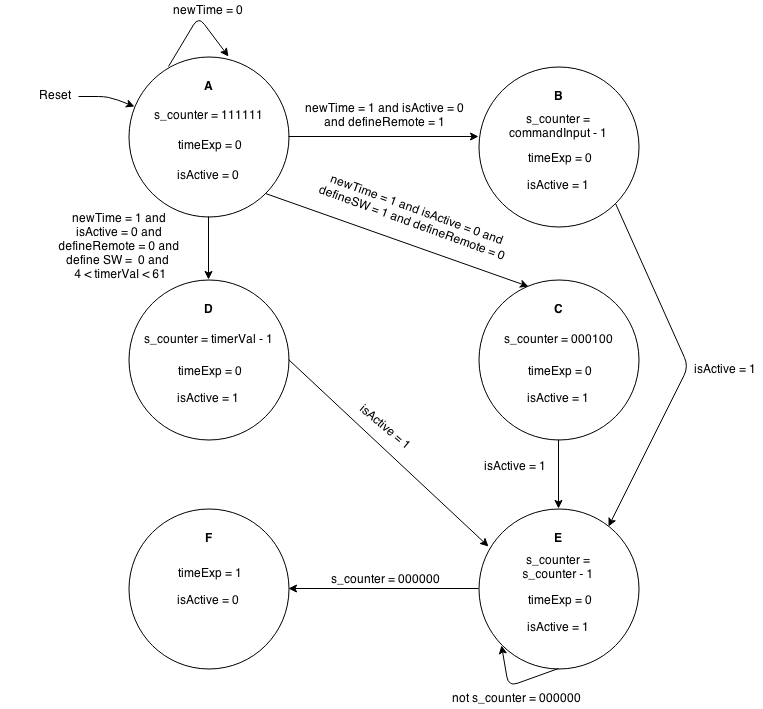 newTime = 0
Reset
A
s_counter = 111111
timeExp = 0
isActive = 0
newTime = 1 and isActive = 0
and defineRemote = 1
B
s_counter =
commandInput - 1
timeExp = 0
isActive = 1
newTime = 1 and isActive = 0 and
defineSW = 1 and defineRemote = 0
newTime = 1 and
isActive = 0 and
defineRemote = 0 and
define SW =  0 and
4 < timerVal < 61
D
s_counter = timerVal - 1
timeExp = 0
isActive = 1
C
s_counter = 000100
timeExp = 0
isActive = 1
isActive = 1
isActive = 1
isActive = 1
F
timeExp = 1
isActive = 0
s_counter = 000000
E
s_counter =
s_counter - 1
timeExp = 0
isActive = 1
not s_counter = 000000